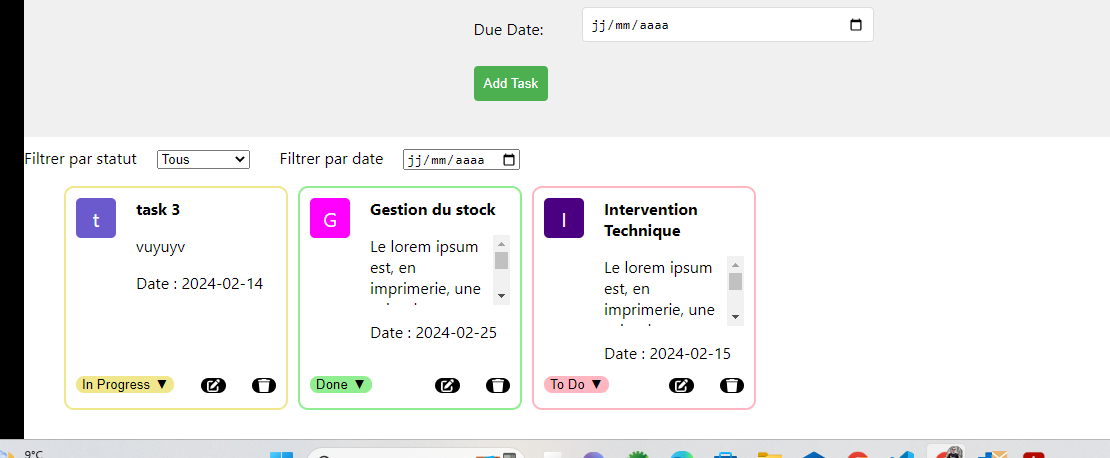 Due Date:
jj/mm/aaaa
Add Task
Filtrer par statut
Tous
Filtrer par date
jj/mm/aaaa
t
task 3
vuyuyv
Date : 2024-02-14
In Progress ▼
G
Gestion du stock
Le lorem ipsum
est, en
imprimerie, une
Date : 2024-02-25
Done ▼
I
Intervention
Technique
Le lorem ipsum
est, en
imprimerie, une
Date : 2024-02-15
To Do ▼
9°C